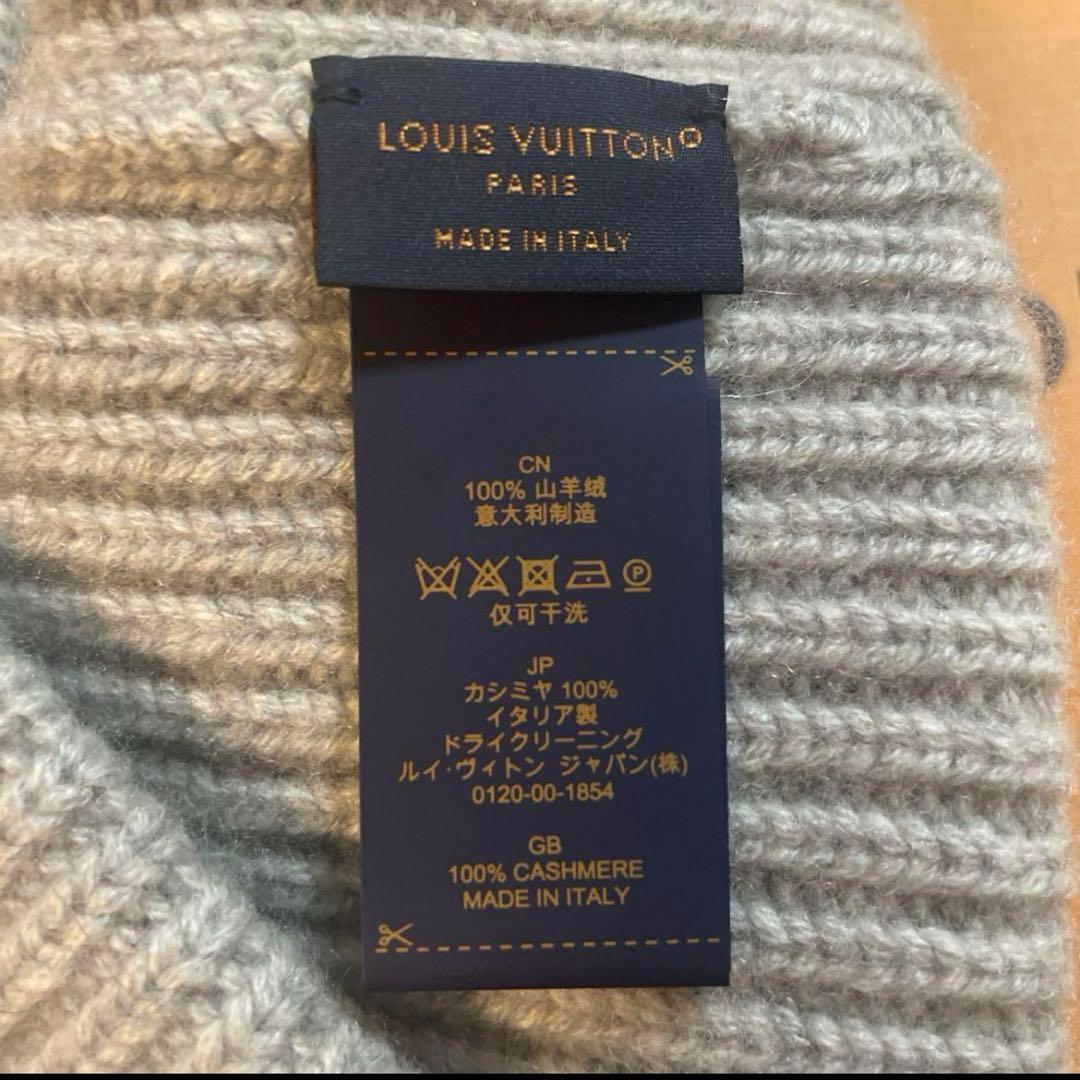 LOUIS VUITTON®
PARIS
MADE IN ITALY
CN
100% 山羊绒
意大利制造
P
仅可干洗
JP
カシミヤ 100%
イタリア製
ドライクリーニング
ルイ・ヴィトン ジャパン(株)
0120-00-1854
GB
100% CASHMERE
MADE IN ITALY